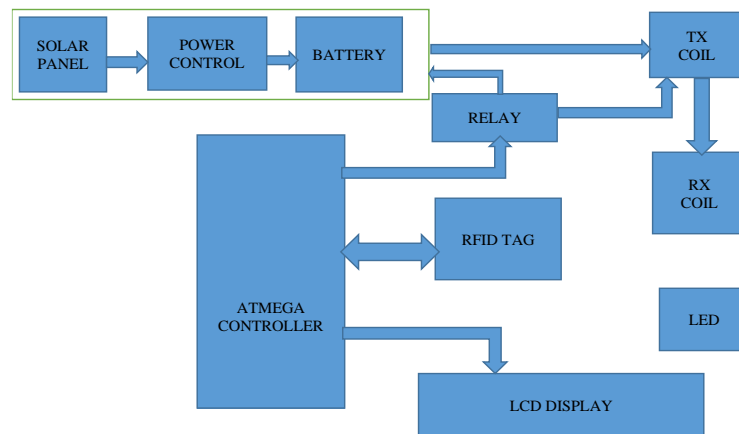 SOLAR
PANEL
POWER
CONTROL
BATTERY
TX
COIL
RELAY
RX
COIL
RFID TAG
ATMEGA
CONTROLLER
LED
LCD DISPLAY